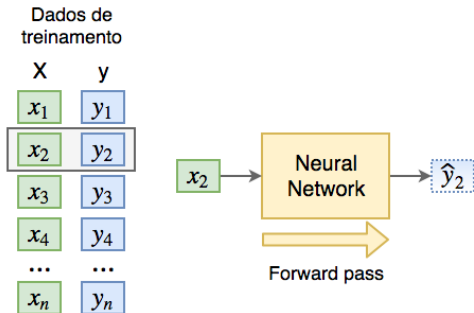 Dados de
treinamento
X y
x₁ y₁
x₂ y₂
x₃ y₃
x₄ y₄
... ...
xₙ yₙ
x₂
Neural
Network
ŷ₂
Forward pass